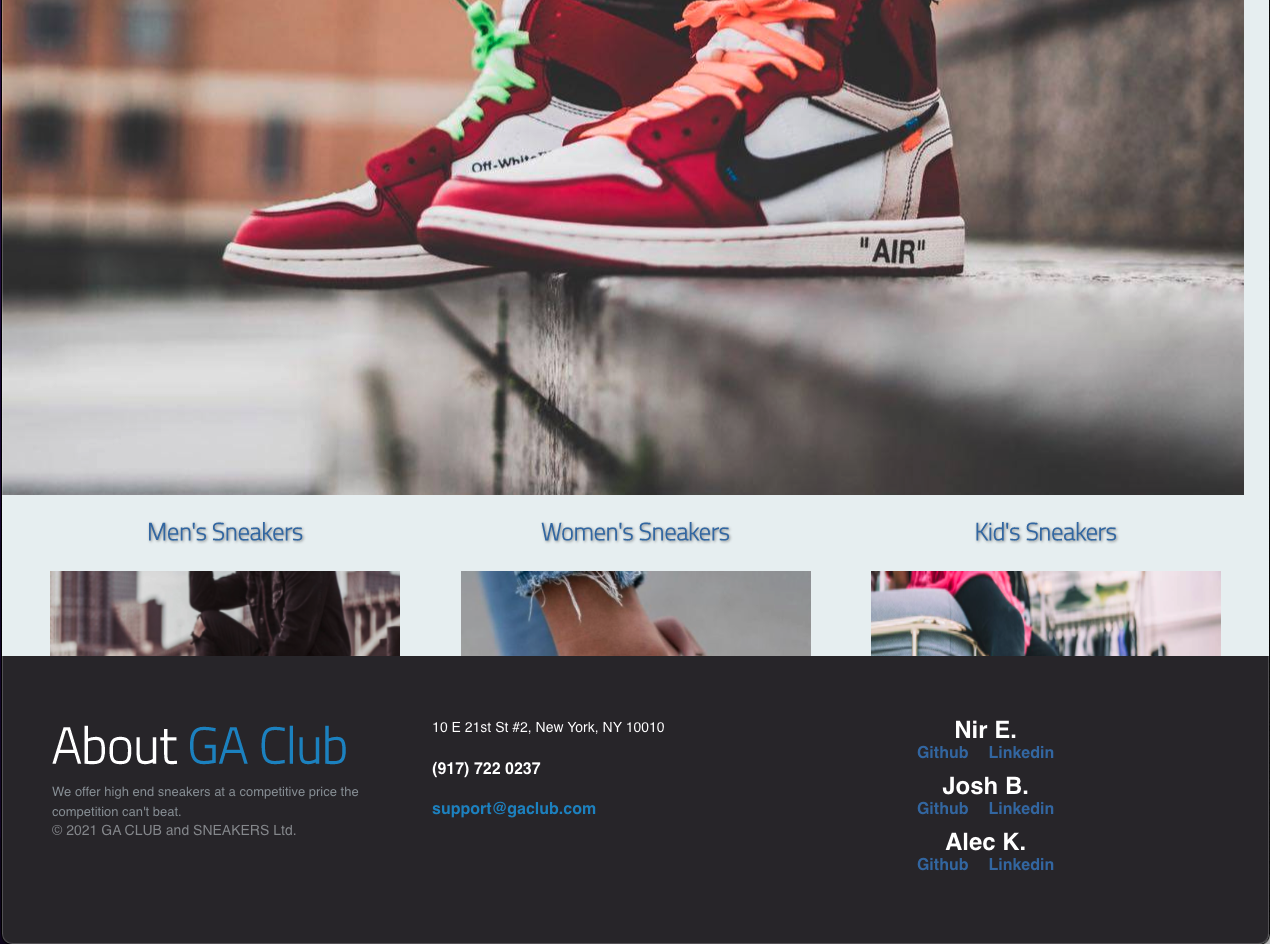 Off-White™
"AIR"
Men's Sneakers
Women's Sneakers
Kid's Sneakers
About GA Club
We offer high end sneakers at a competitive price the
competition can't beat.
© 2021 GA CLUB and SNEAKERS Ltd.
10 E 21st St #2, New York, NY 10010
(917) 722 0237
support@gaclub.com
Nir E.
Github Linkedin
Josh B.
Github Linkedin
Alec K.
Github Linkedin